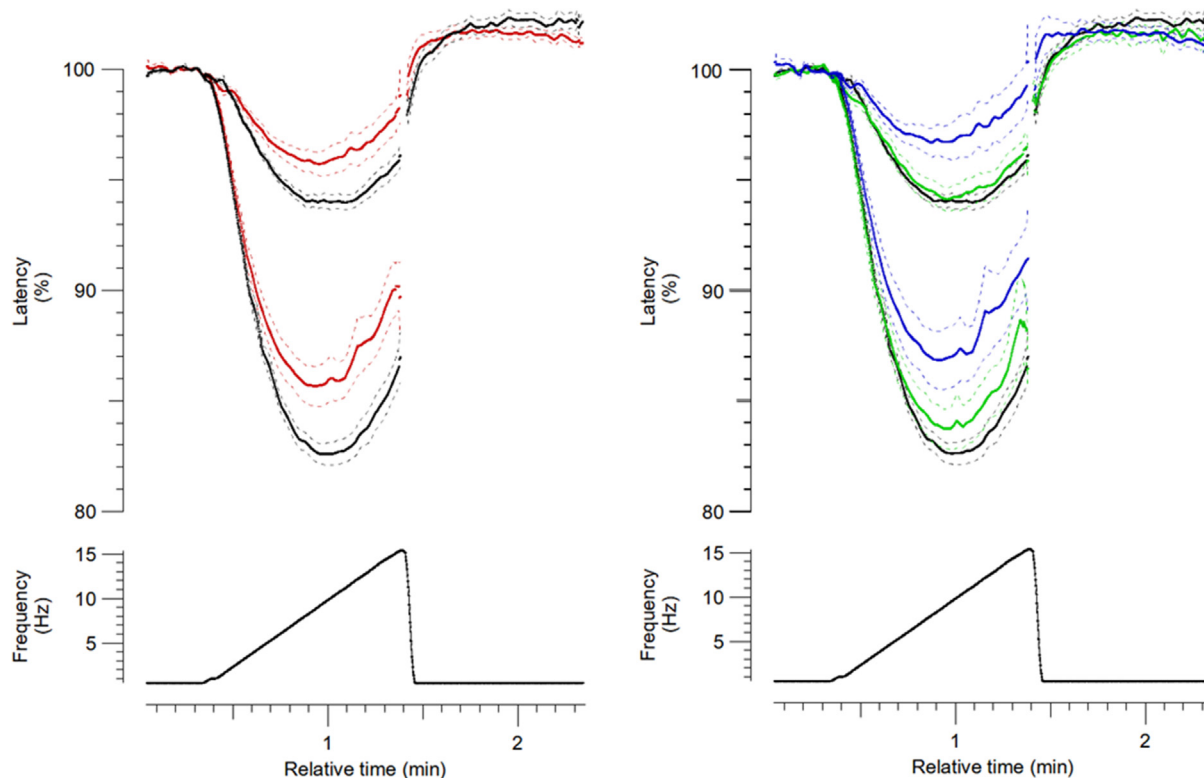 100
90
80
Latency
(%)
15
10
5
Frequency
(Hz)
1
2
Relative time (min)
100
90
80
Latency
(%)
15
10
5
Frequency
(Hz)
1
2
Relative time (min)